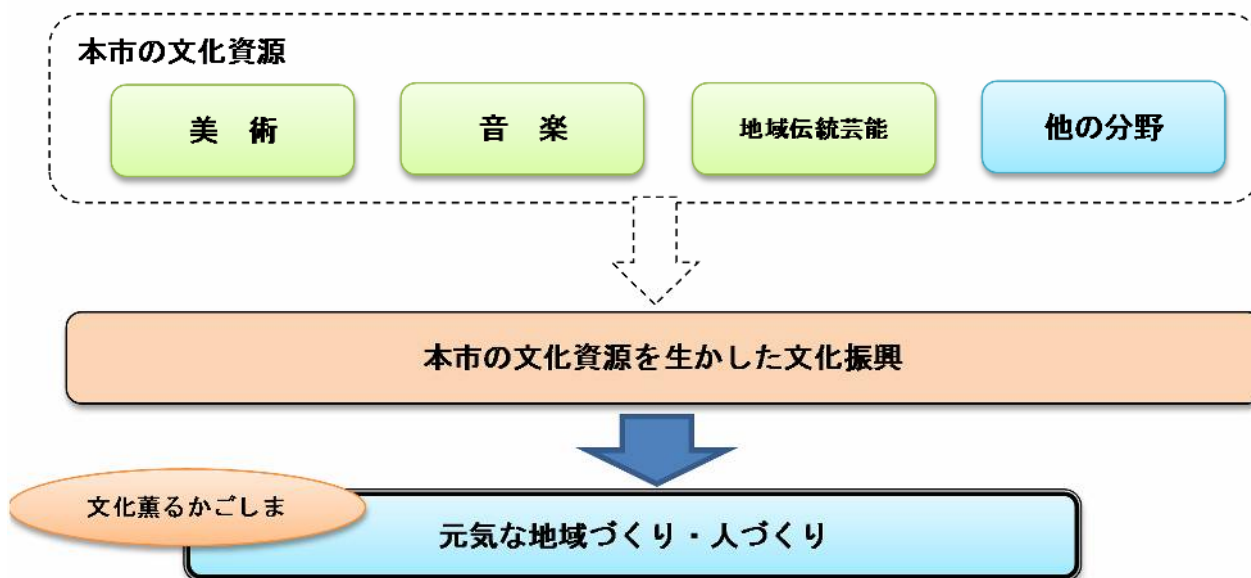 本市の文化資源
美 術
音 楽
地域伝統芸能
他の分野
本市の文化資源を生かした文化振興
文化薫るかごしま
元気な地域づくり・人づくり